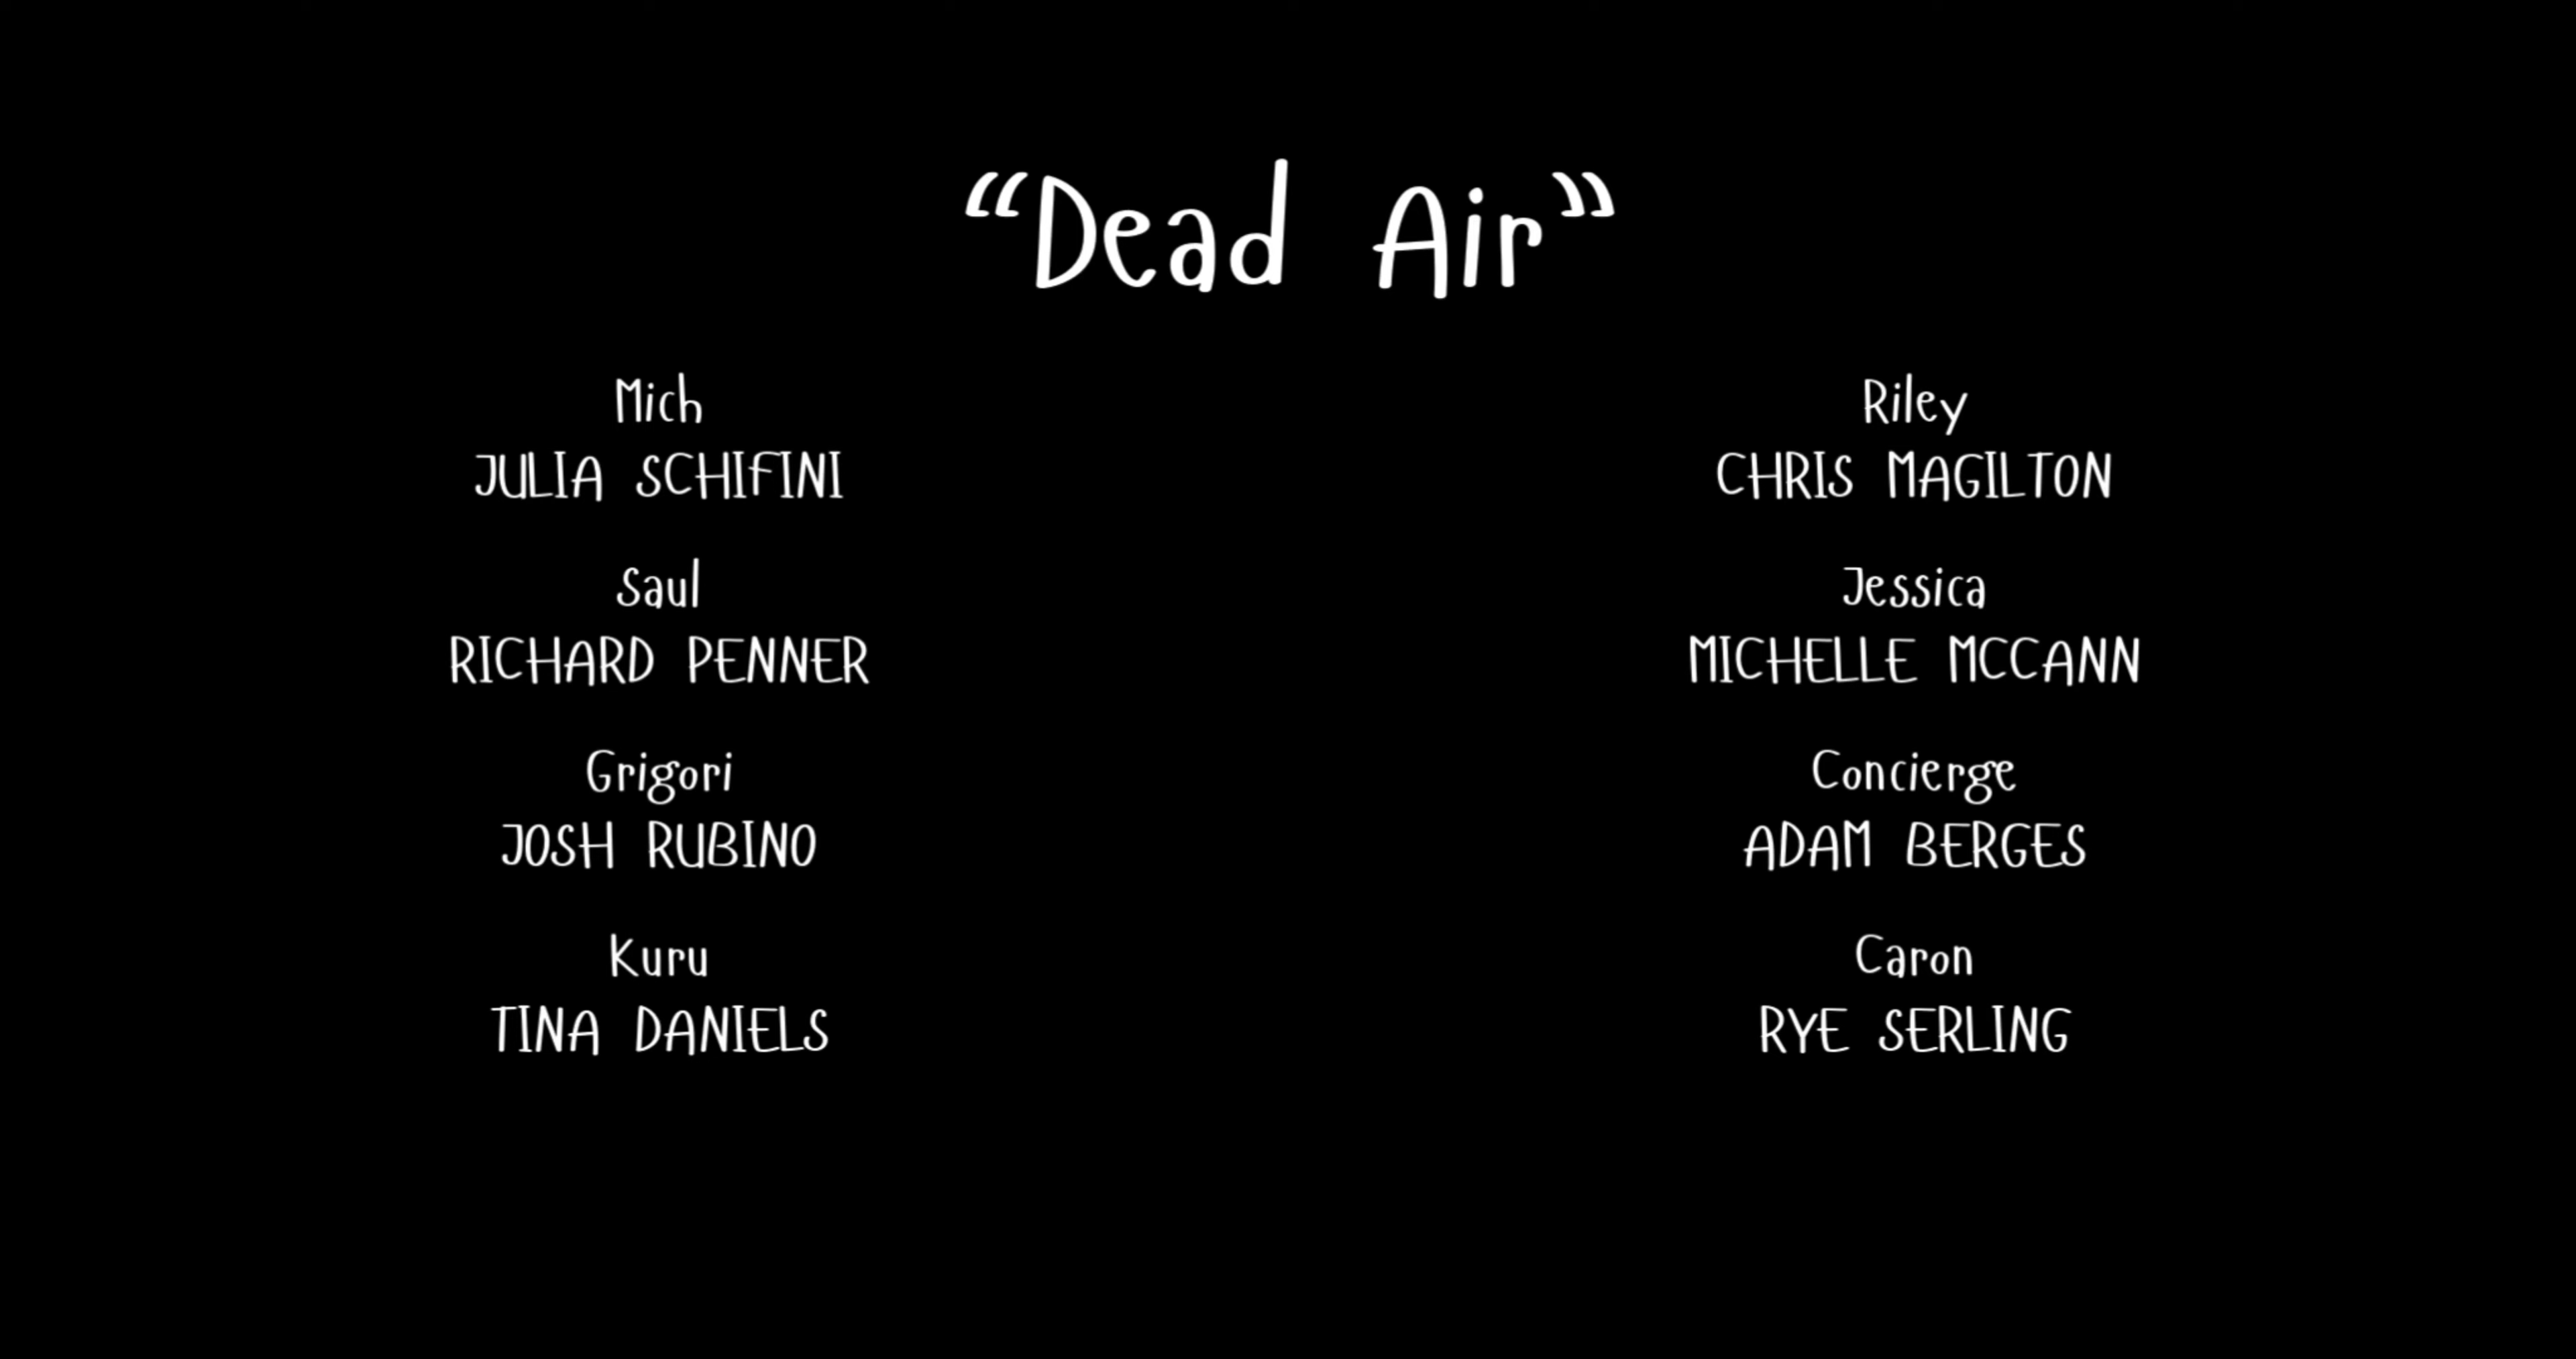 “Dead Air”
Mich
JULIA SCHIFINI
Saul
RICHARD PENNER
Grigori
JOSH RUBINO
Kuru
TINA DANIELS
Riley
CHRIS MAGILTON
Jessica
MICHELLE MCCANN
Concierge
ADAM BERGES
Caron
RYE SERLING